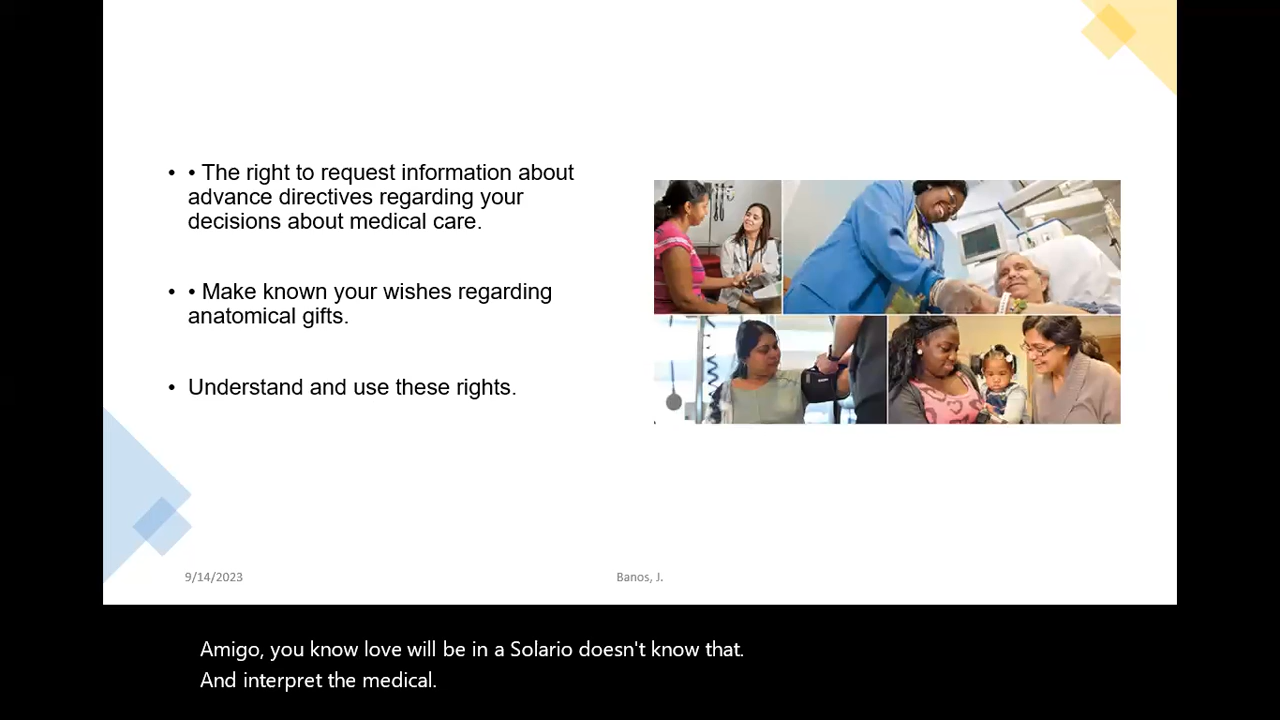 • • The right to request information about
advance directives regarding your
decisions about medical care.
• • Make known your wishes regarding
anatomical gifts.
• Understand and use these rights.
9/14/2023
Banos, J.
Amigo, you know love will be in a Solario doesn't know that.
And interpret the medical.